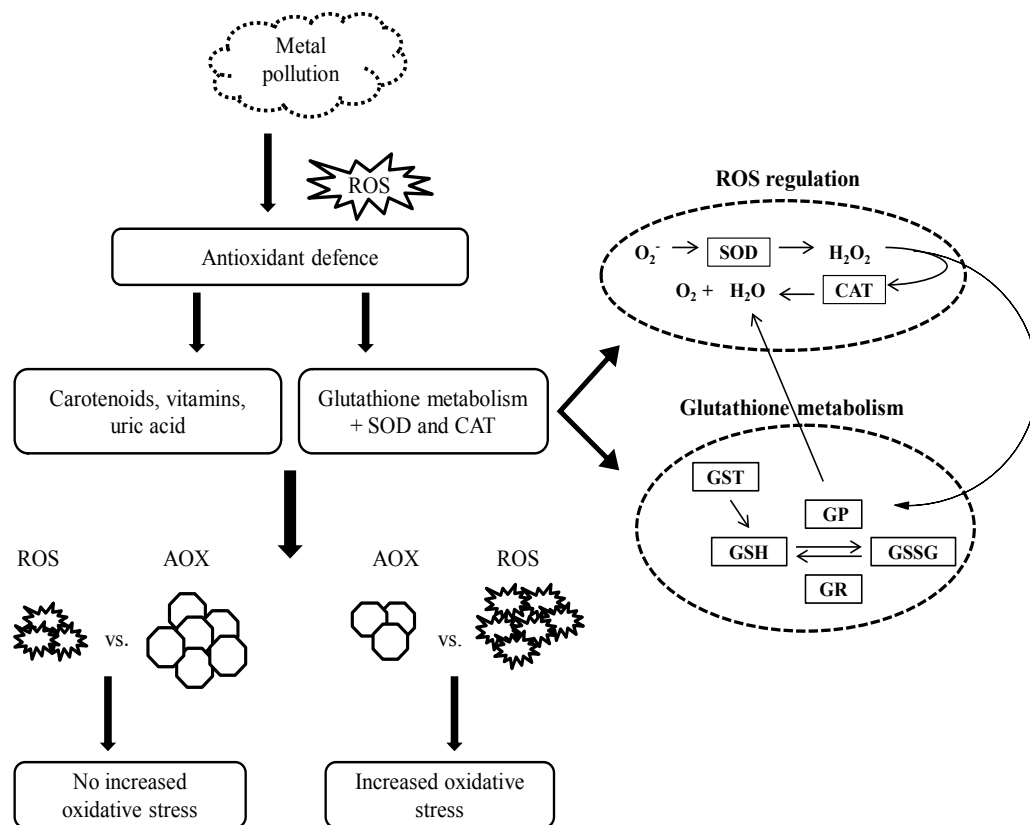 Metal
pollution
ROS
Antioxidant defence
Carotenoids, vitamins,
uric acid
Glutathione metabolism
+ SOD and CAT
ROS regulation
O₂⁻ SOD H₂O₂
O₂ + H₂O CAT
Glutathione metabolism
GST
GP
GSH GSSG
GR
ROS AOX AOX ROS
vs. vs.
No increased
oxidative stress
Increased oxidative
stress